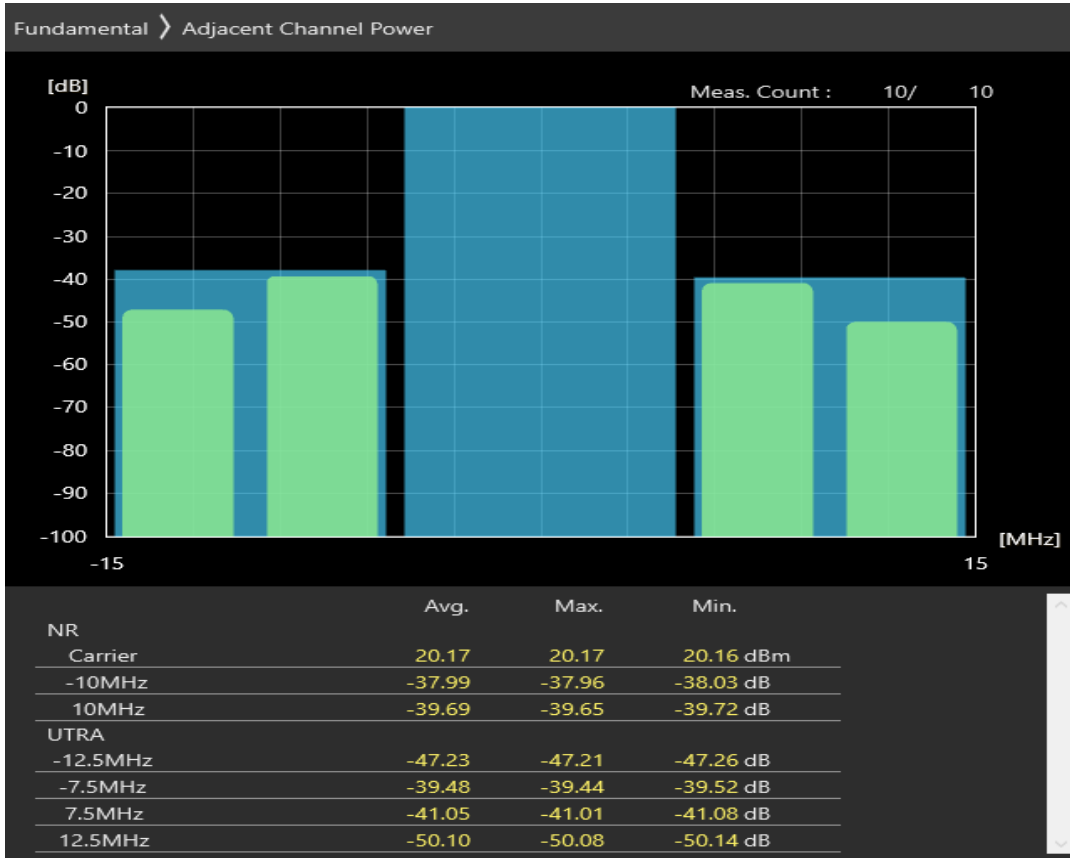 Fundamental ❭ Adjacent Channel Power
[dB]
Meas. Count : 10/ 10
0
-10
-20
-30
-40
-50
-60
-70
-80
-90
-100
[MHz]
-15 15
Avg. Max. Min.
NR
Carrier 20.17 20.17 20.16 dBm
-10MHz -37.99 -37.96 -38.03 dB
10MHz -39.69 -39.65 -39.72 dB
UTRA
-12.5MHz -47.23 -47.21 -47.26 dB
-7.5MHz -39.48 -39.44 -39.52 dB
7.5MHz -41.05 -41.01 -41.08 dB
12.5MHz -50.10 -50.08 -50.14 dB